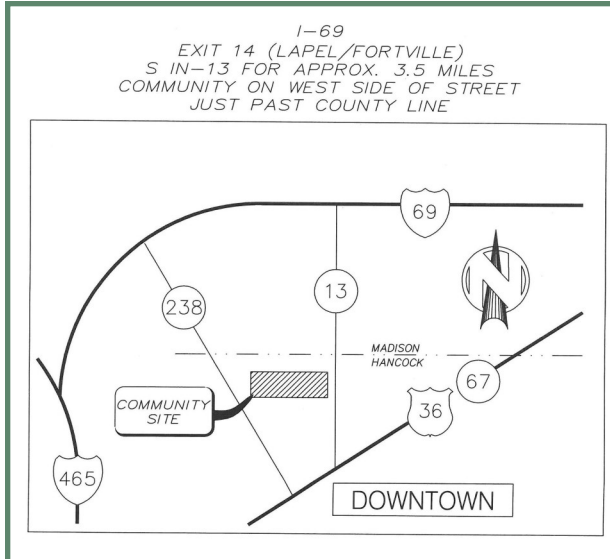 I-69
EXIT 14 (LAPEL/FORTVILLE)
S IN-13 FOR APPROX. 3.5 MILES
COMMUNITY ON WEST SIDE OF STREET
JUST PAST COUNTY LINE
69
N
238
13
MADISON
HANCOCK
67
36
COMMUNITY
SITE
465
DOWNTOWN